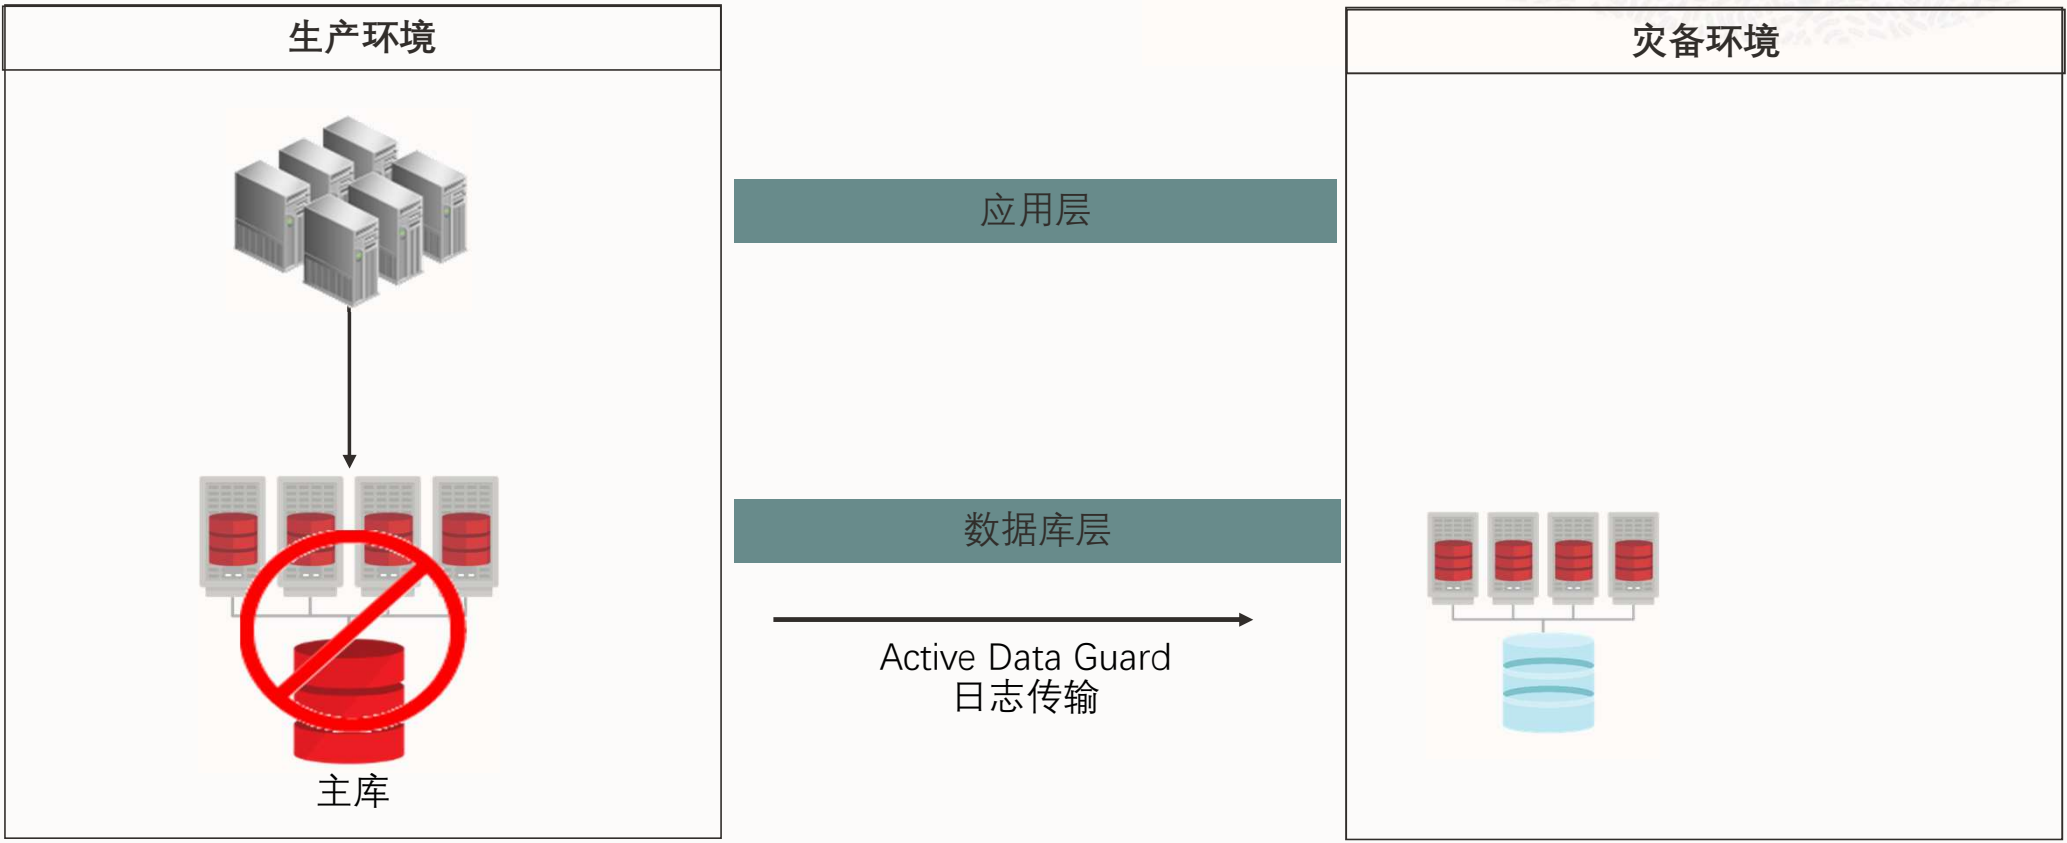 生产环境
灾备环境
应用层
数据库层
Active Data Guard
日志传输
主库